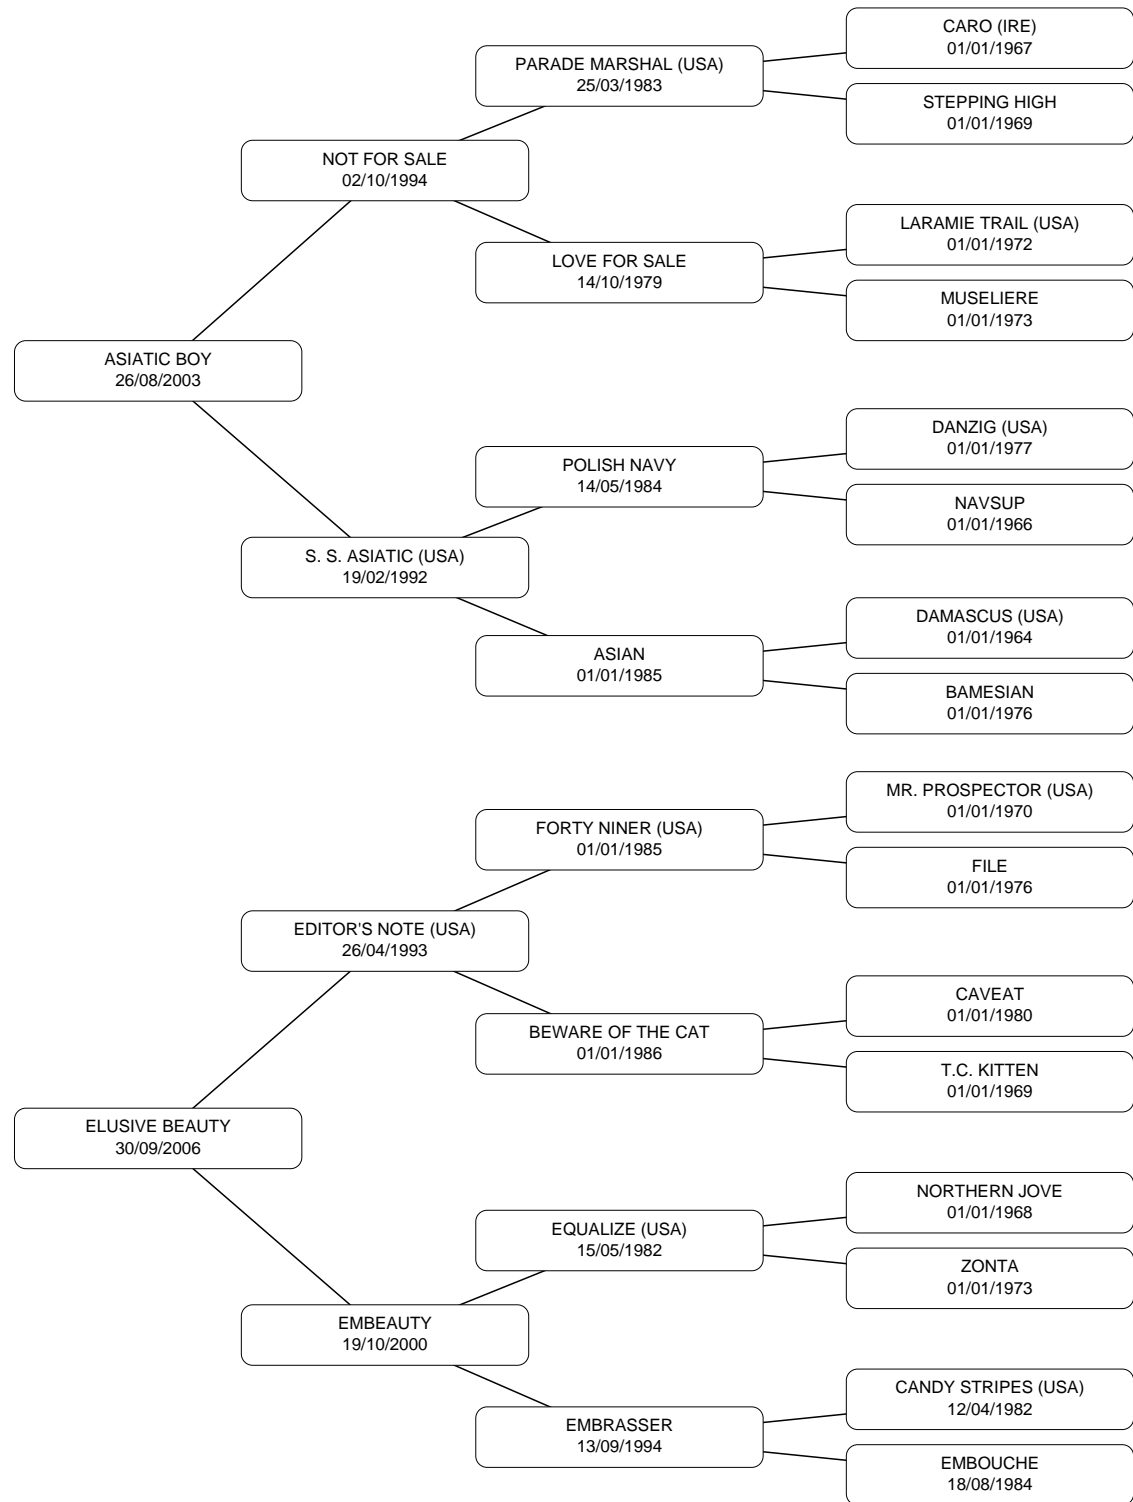 CARO (IRE)
01/01/1967
PARADE MARSHAL (USA)
25/03/1983
STEPPING HIGH
01/01/1969
NOT FOR SALE
02/10/1994
LARAMIE TRAIL (USA)
01/01/1972
LOVE FOR SALE
14/10/1979
MUSELIERE
01/01/1973
ASIATIC BOY
26/08/2003
DANZIG (USA)
01/01/1977
POLISH NAVY
14/05/1984
NAVSUP
01/01/1966
S. S. ASIATIC (USA)
19/02/1992
DAMASCUS (USA)
01/01/1964
ASIAN
01/01/1985
BAMESIAN
01/01/1976
MR. PROSPECTOR (USA)
01/01/1970
FORTY NINER (USA)
01/01/1985
FILE
01/01/1976
EDITOR'S NOTE (USA)
26/04/1993
CAVEAT
01/01/1980
BEWARE OF THE CAT
01/01/1986
T.C. KITTEN
01/01/1969
ELUSIVE BEAUTY
30/09/2006
NORTHERN JOVE
01/01/1968
EQUALIZE (USA)
15/05/1982
ZONTA
01/01/1973
EMBEAUTY
19/10/2000
CANDY STRIPES (USA)
12/04/1982
EMBRASSER
13/09/1994
EMBOUCHE
18/08/1984